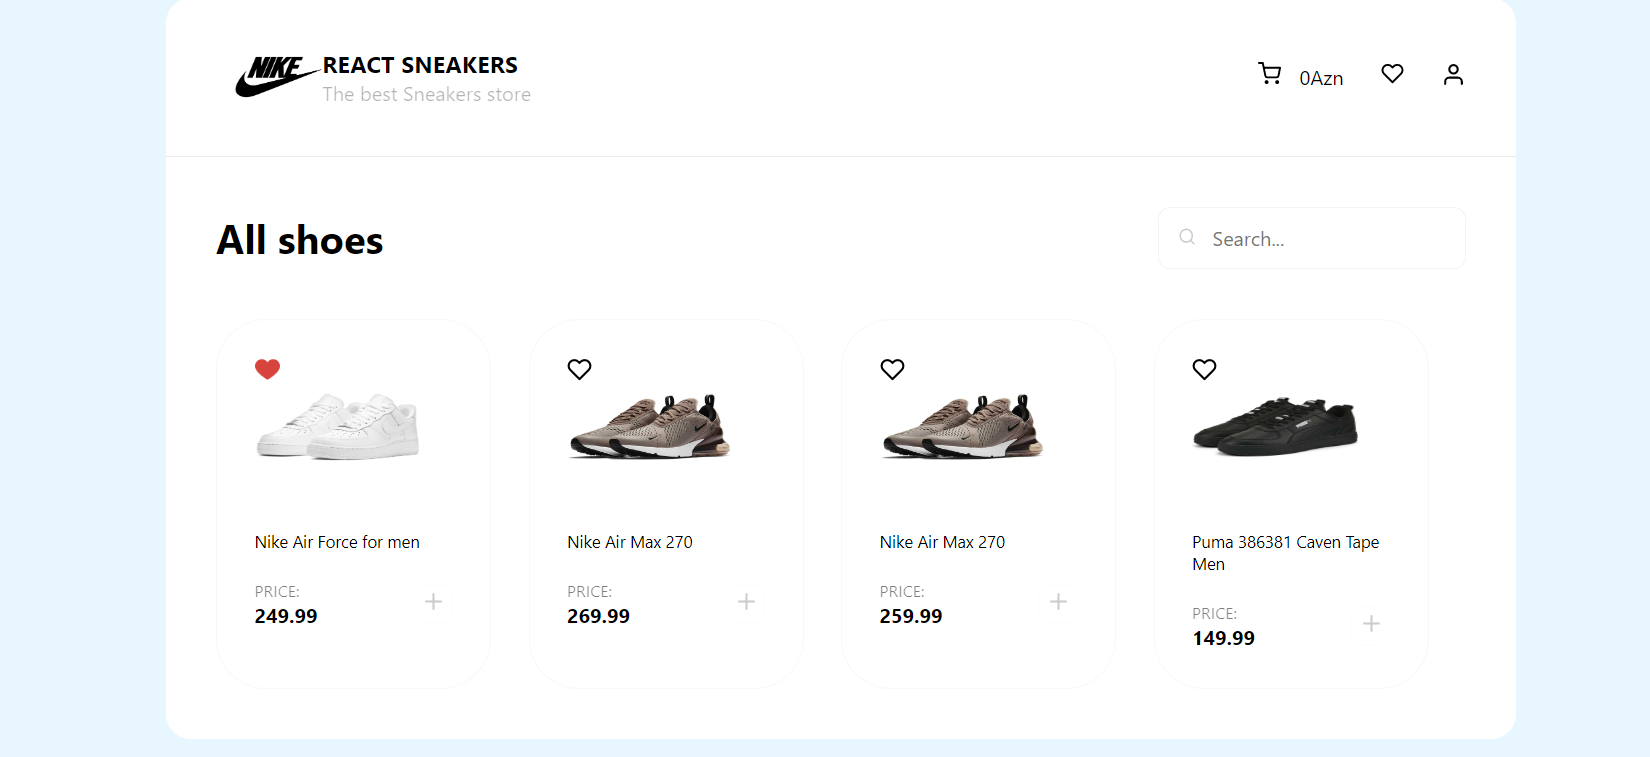 NIKE
REACT SNEAKERS
The best Sneakers store
0Azn
All shoes
Search...
Nike Air Force for men
PRICE:
249.99
Nike Air Max 270
PRICE:
269.99
Nike Air Max 270
PRICE:
259.99
Puma 386381 Caven Tape
Men
PRICE:
149.99